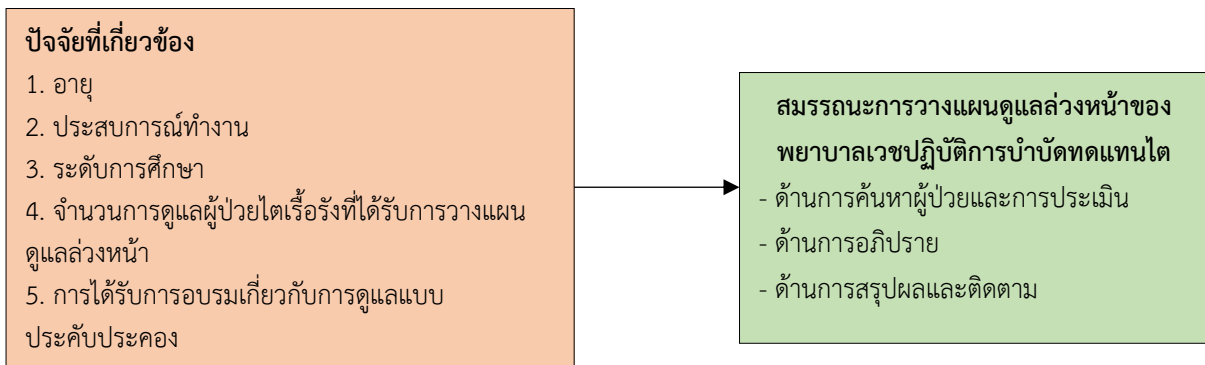 ปัจจัยที่เกี่ยวข้อง
1. อายุ
2. ประสบการณ์ทำงาน
3. ระดับการศึกษา
4. จำนวนการดูแลผู้ป่วยไตเรื้อรังที่ได้รับการวางแผน
ดูแลล่วงหน้า
5. การได้รับการอบรมเกี่ยวกับการดูแลแบบ
ประคับประคอง
สมรรถนะการวางแผนดูแลล่วงหน้าของ
พยาบาลเวชปฏิบัติการบำบัดทดแทนไต
- ด้านการค้นหาผู้ป่วยและการประเมิน
- ด้านการอภิปราย
- ด้านการสรุปผลและติดตาม